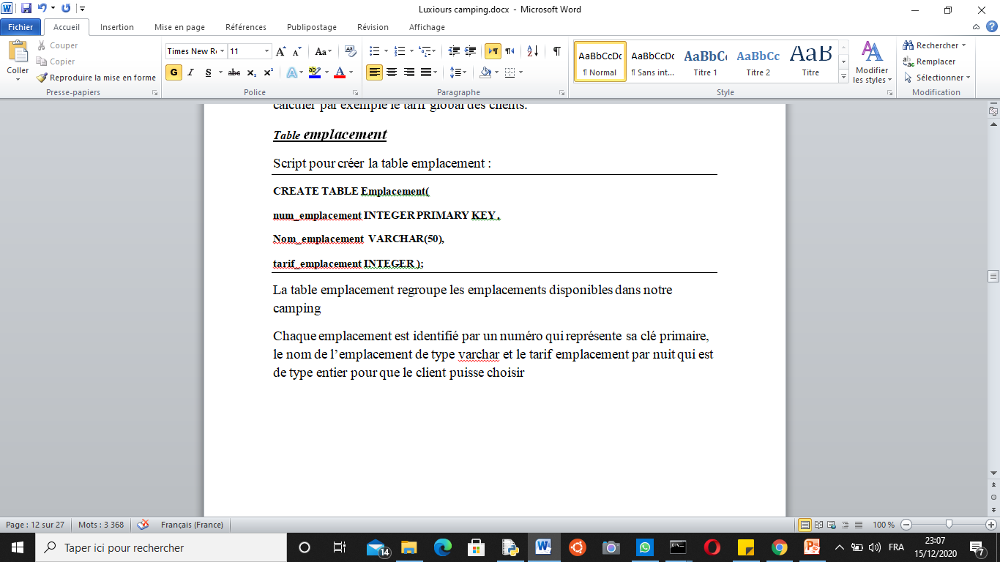 Luxiours camping.docx - Microsoft Word
Fichier Accueil Insertion Mise en page Références Publipostage Révision Affichage
Coller
Couper
Copier
Reproduire la mise en forme
Presse-papiers
Times New R 11
G I S abc x₂ x² A A Aa
Police
Paragraphe
AaBbCcDc AaBbCcDc AaBbC AaBbCc AaB
¶ Normal ¶ Sans int... Titre 1 Titre 2 Titre
Modifier
les styles
Style
Rechercher
Remplacer
Sélectionner
Modification
calculer par exemple le tarif global des clients.
Table emplacement
Script pour créer la table emplacement :
CREATE TABLE Emplacement(
num_emplacement INTEGER PRIMARY KEY ,
Nom_emplacement VARCHAR(50),
tarif_emplacement INTEGER );
La table emplacement regroupe les emplacements disponibles dans notre
camping
Chaque emplacement est identifié par un numéro qui représente sa clé primaire,
le nom de l’emplacement de type varchar et le tarif emplacement par nuit qui est
de type entier pour que le client puisse choisir
Page : 12 sur 27 Mots : 3 368 Français (France) 100 %
Taper ici pour rechercher
14
FRA
23:07
15/12/2020
7